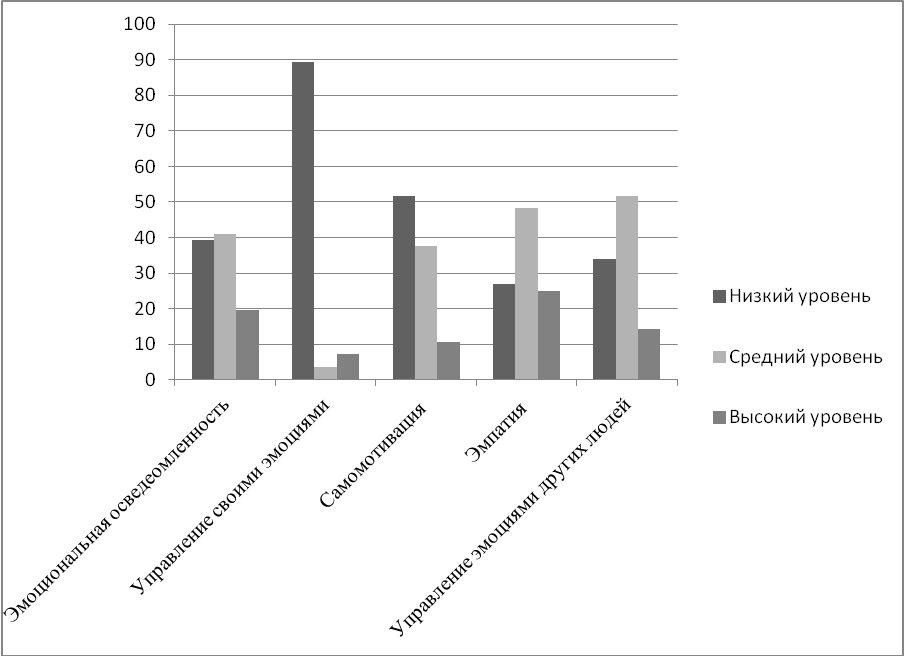 100
90
80
70
60
50
40
30
20
10
0
Эмоциональная осведеомленность
Управление своими эмоциями
Самомотивация
Эмпатия
Управление эмоциями других людей
Низкий уровень
Средний уровень
Высокий уровень